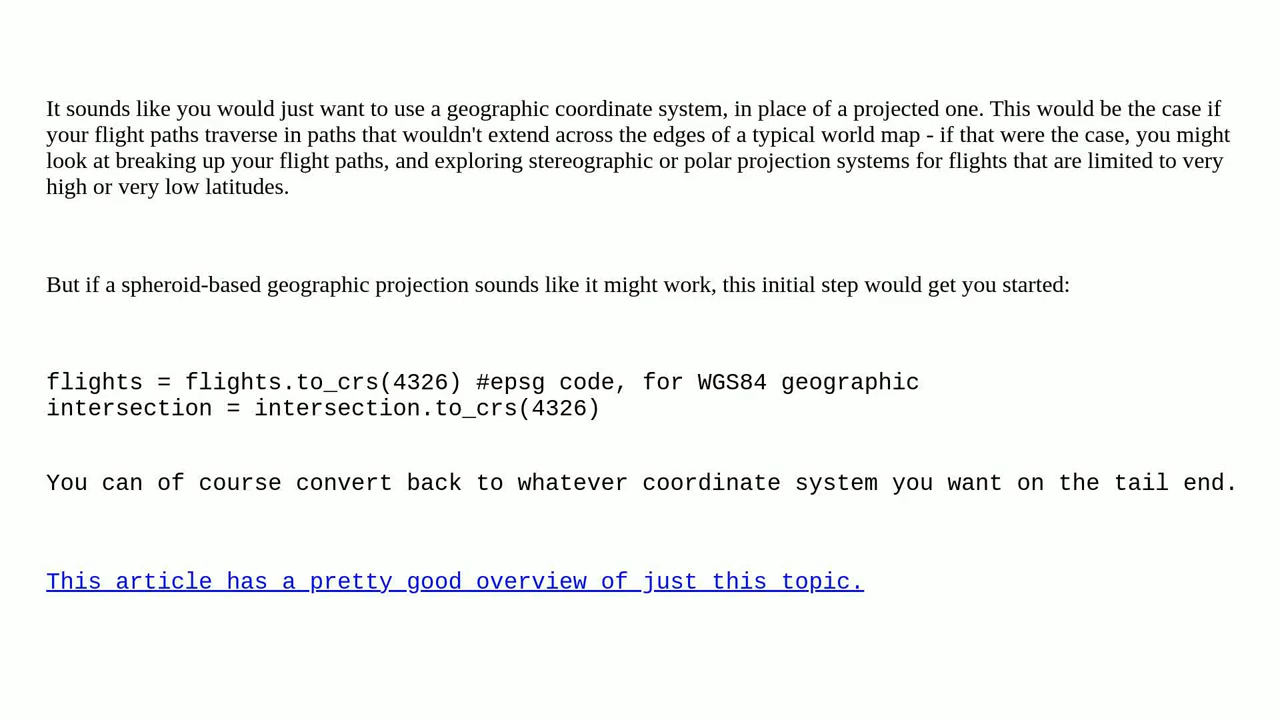 It sounds like you would just want to use a geographic coordinate system, in place of a projected one. This would be the case if
your flight paths traverse in paths that wouldn't extend across the edges of a typical world map - if that were the case, you might
look at breaking up your flight paths, and exploring stereographic or polar projection systems for flights that are limited to very
high or very low latitudes.
But if a spheroid-based geographic projection sounds like it might work, this initial step would get you started:
flights = flights.to_crs(4326) #epsg code, for WGS84 geographic
intersection = intersection.to_crs(4326)
You can of course convert back to whatever coordinate system you want on the tail end.
This article has a pretty good overview of just this topic.